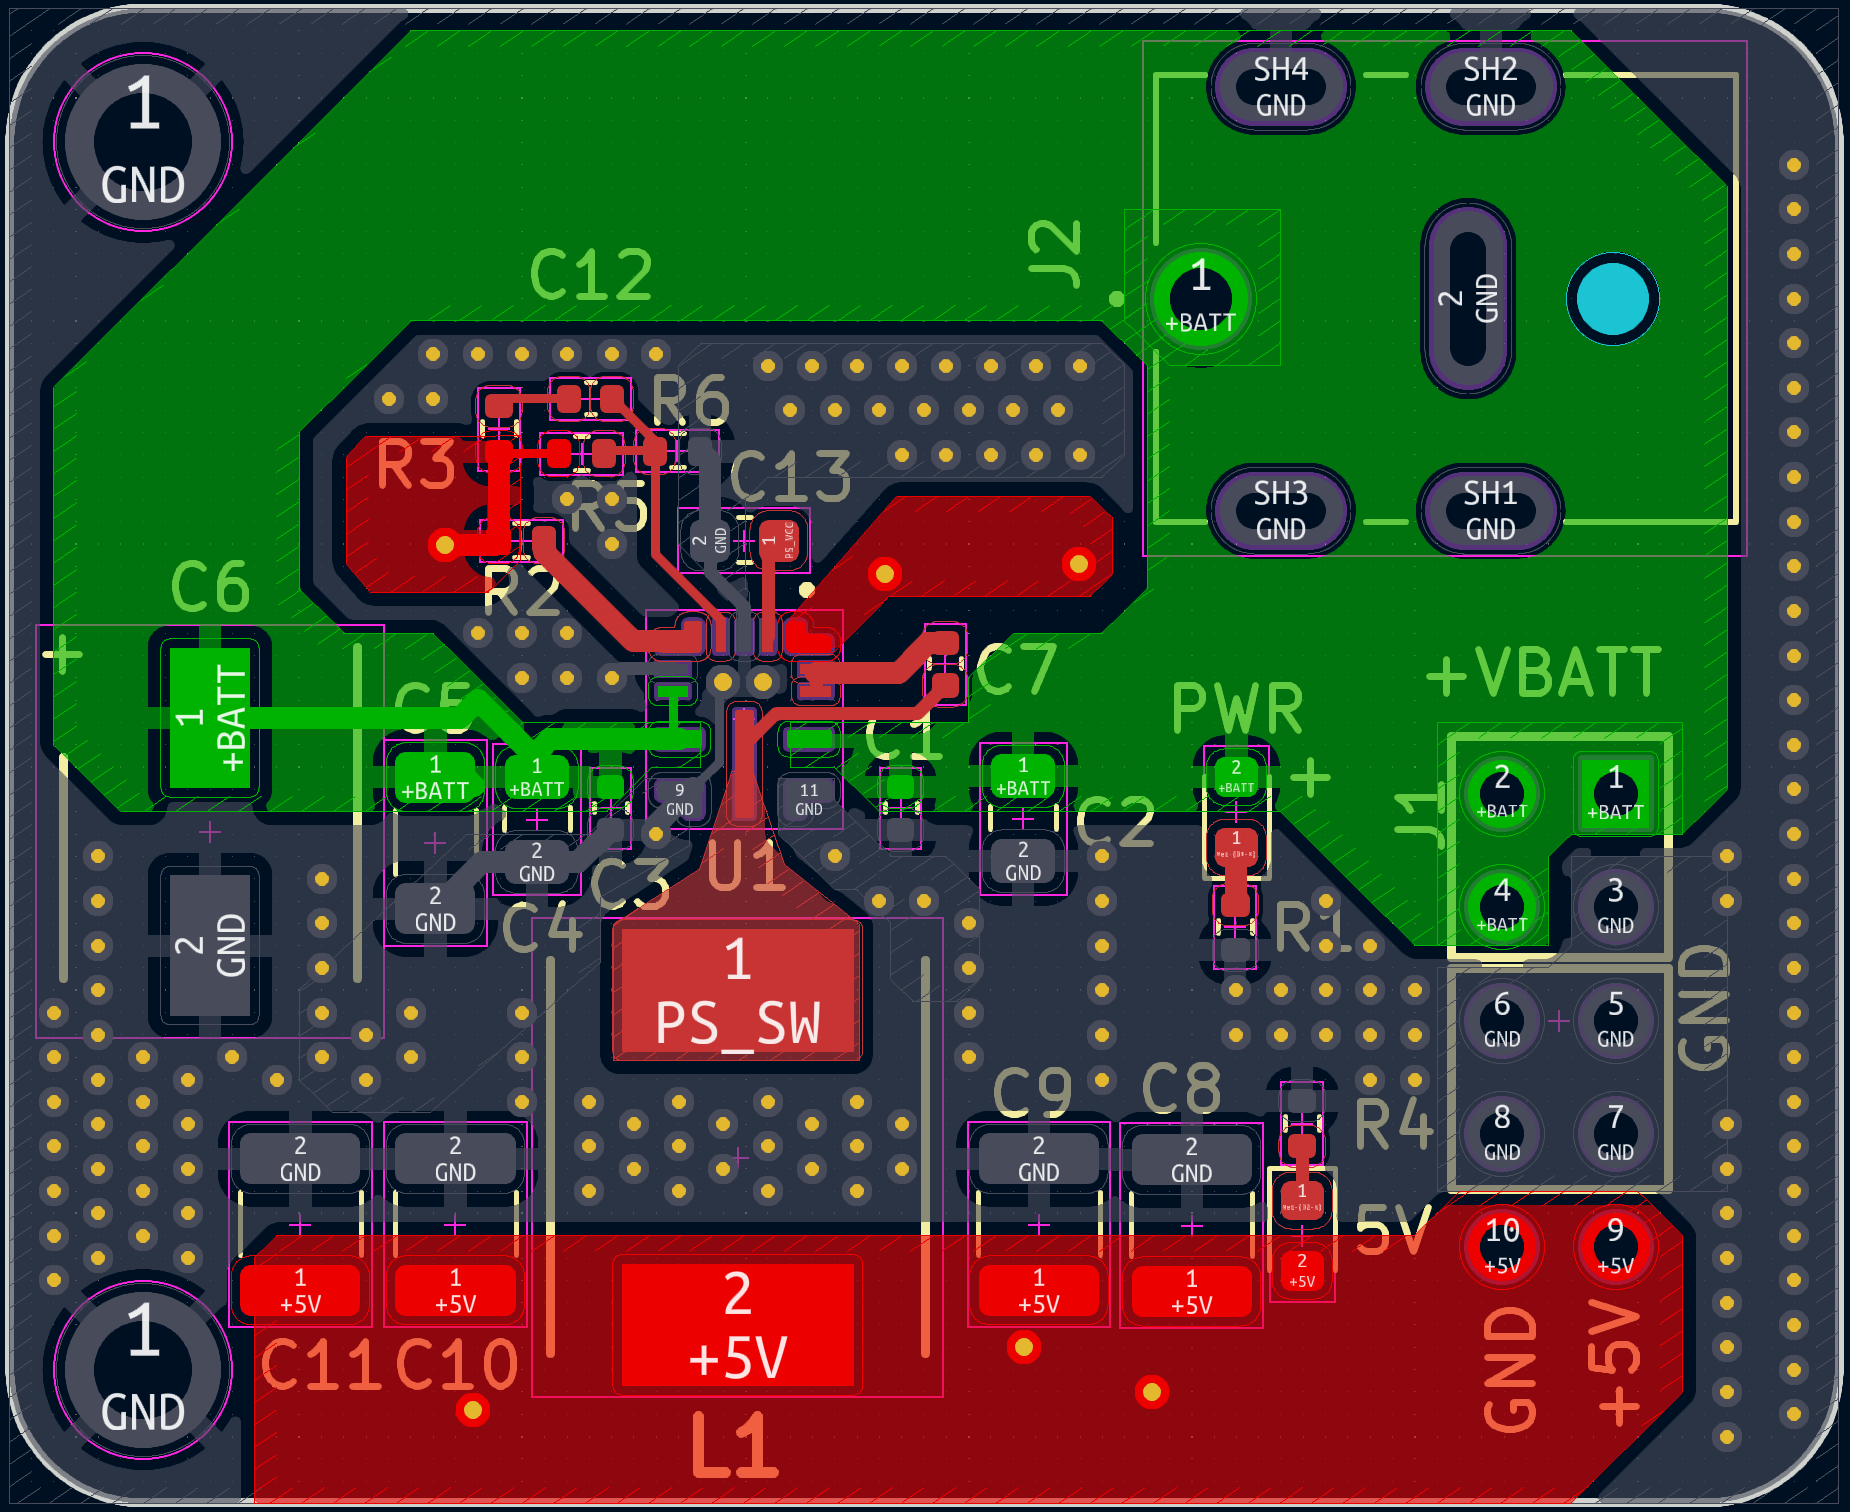 1
GND
SH4
GND
SH2
GND
J2
C12
1
+BATT
2
GND
R6
R3
C13
R5
SH3
GND
SH1
GND
2
GND
1
PS_VCC
R2
C6
1
+BATT
C7
+VBATT
C5
PWR
C1
1
+BATT
1
+BATT
1
+BATT
2
+BATT
+
+
2
+BATT
1
+BATT
J1
9
GND
11
GND
C2
1
U1
2
GND
2
GND
2
GND
C3
C4
R1
4
+BATT
3
GND
2
GND
1
PS_SW
6
GND
5
GND
GND
C9
C8
R4
8
GND
7
GND
2
GND
2
GND
2
GND
2
GND
1
5V
10
+5V
9
+5V
2
+5V
1
+5V
1
+5V
2
+5V
1
+5V
1
+5V
1
GND
C11
C10
GND
+5V
L1